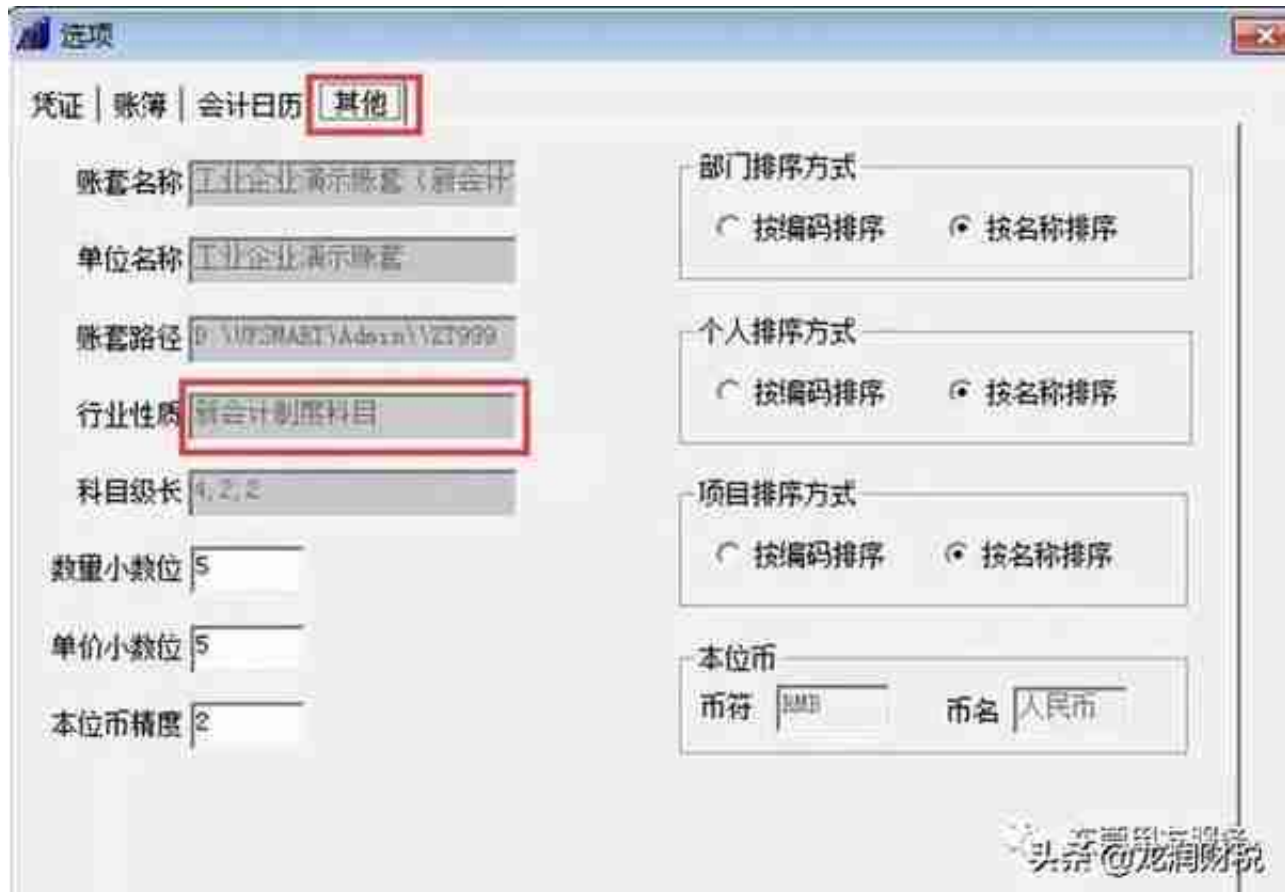 选项
凭证 账簿 会计日历 其他
账套名称 工业企业演示账套（新会计
单位名称 工业企业演示账套
账套路径 D:\UFSMART\Admin\\ZT999
行业性质 新会计制度科目
科目级长 4,2,2
数量小数位 5
单价小数位 5
本位币精度 2
部门排序方式
按编码排序 按名称排序
个人排序方式
按编码排序 按名称排序
项目排序方式
按编码排序 按名称排序
本位币
币符 RMB 币名 人民币
头条 @龙润财税